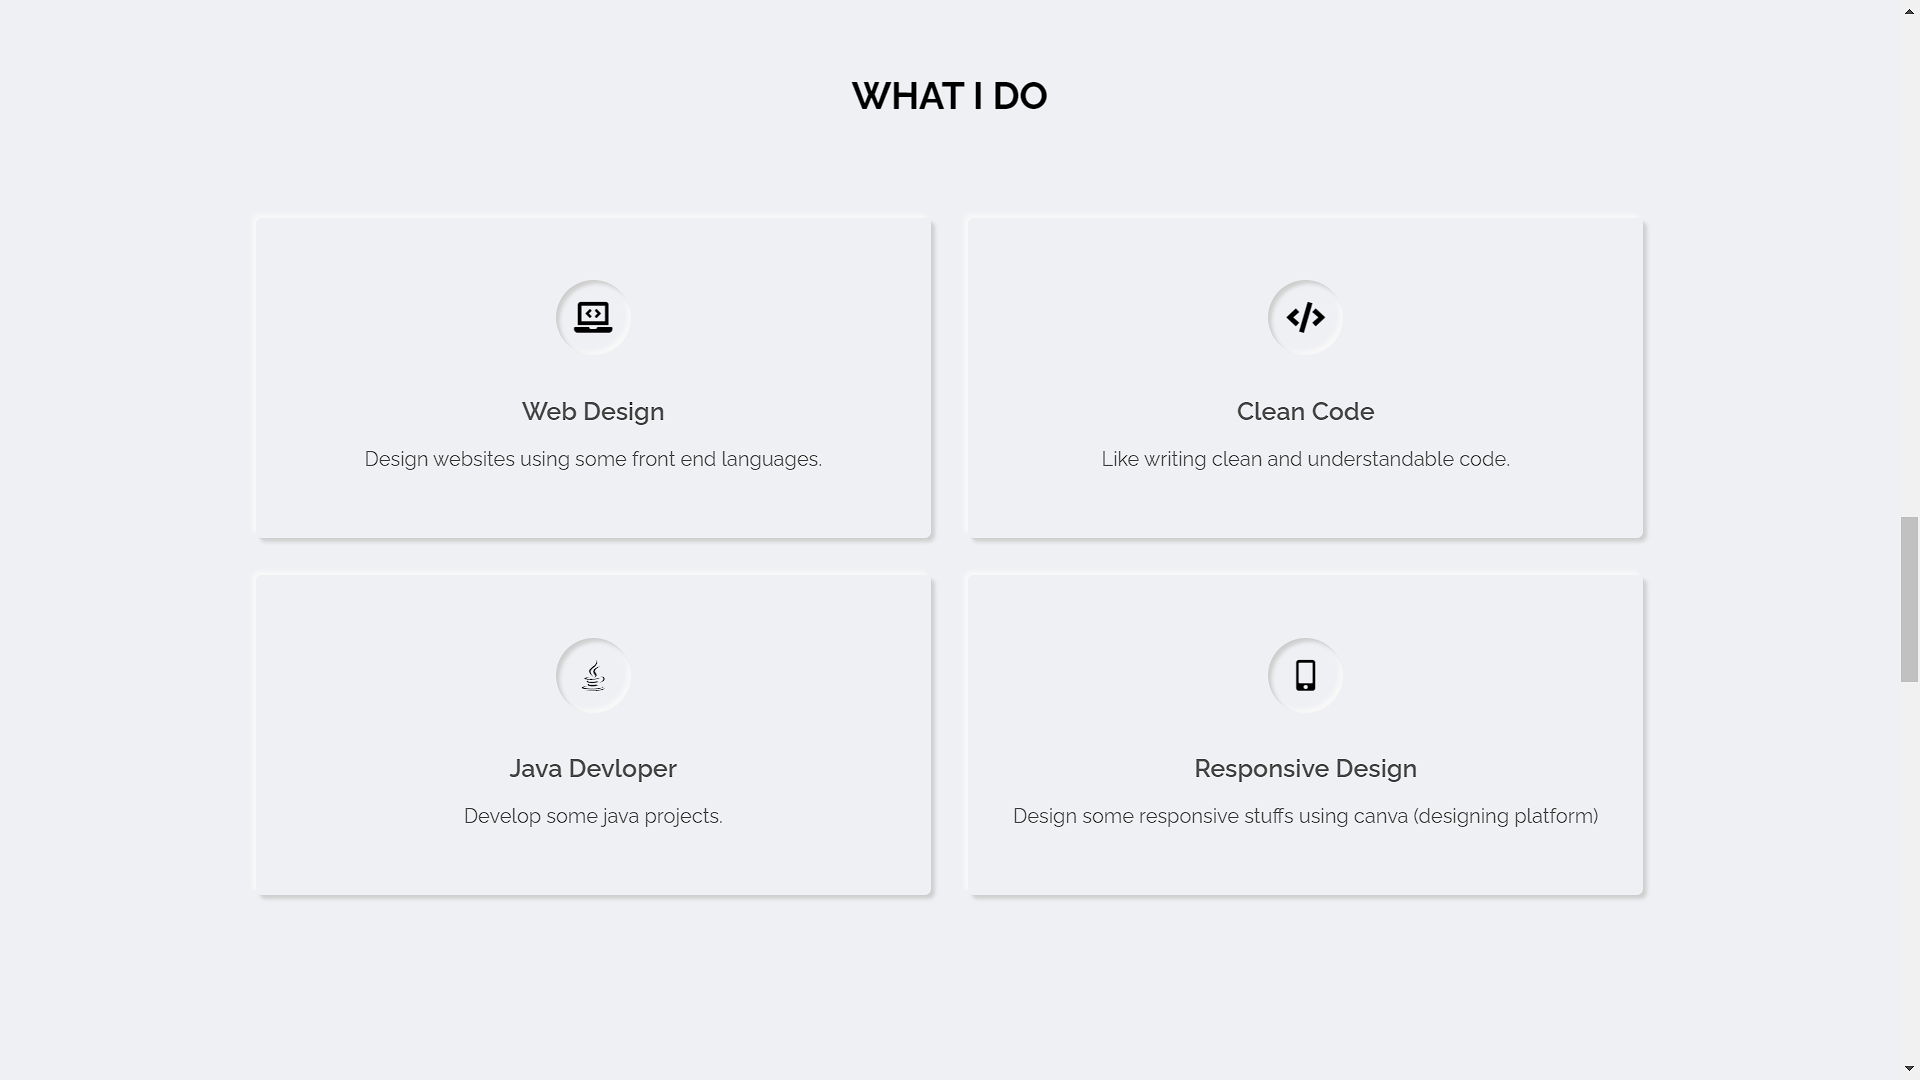 WHAT I DO
Web Design
Design websites using some front end languages.
Clean Code
Like writing clean and understandable code.
Java Devloper
Develop some java projects.
Responsive Design
Design some responsive stuffs using canva (designing platform)